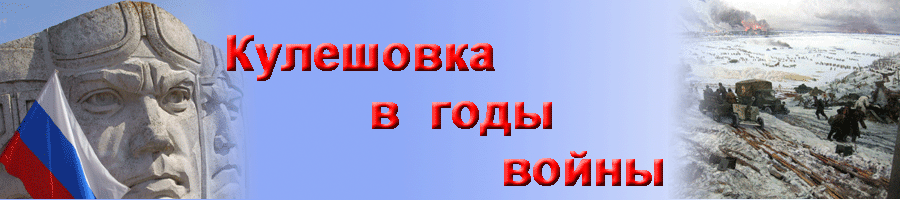 Кулешовка
в годы
войны